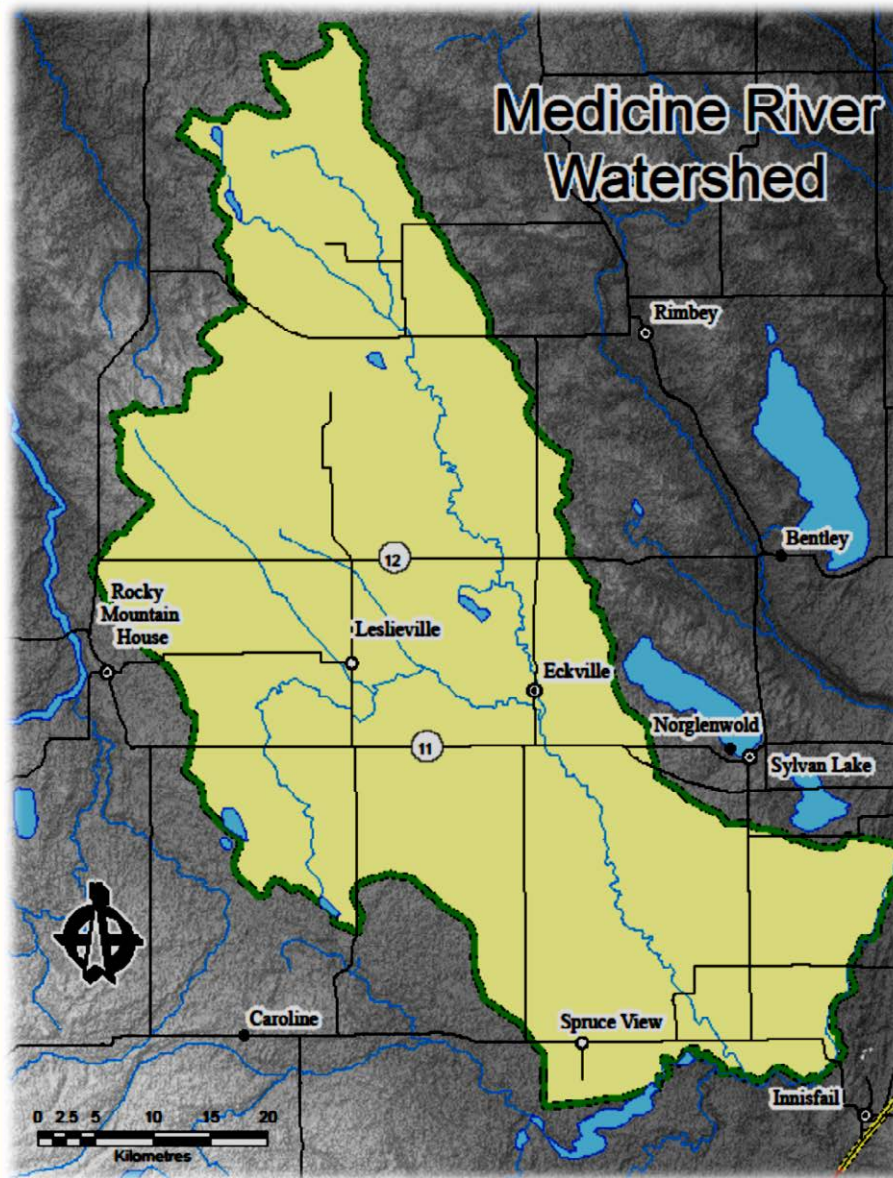 Medicine River
Watershed
Rimbey
Bentley
12
Rocky
Mountain
House
Leslieville
Eckville
Norglenwold
11
Sylvan Lake
Caroline
Spruce View
Innisfail
0 2.5 5 10 15 20
Kilometres